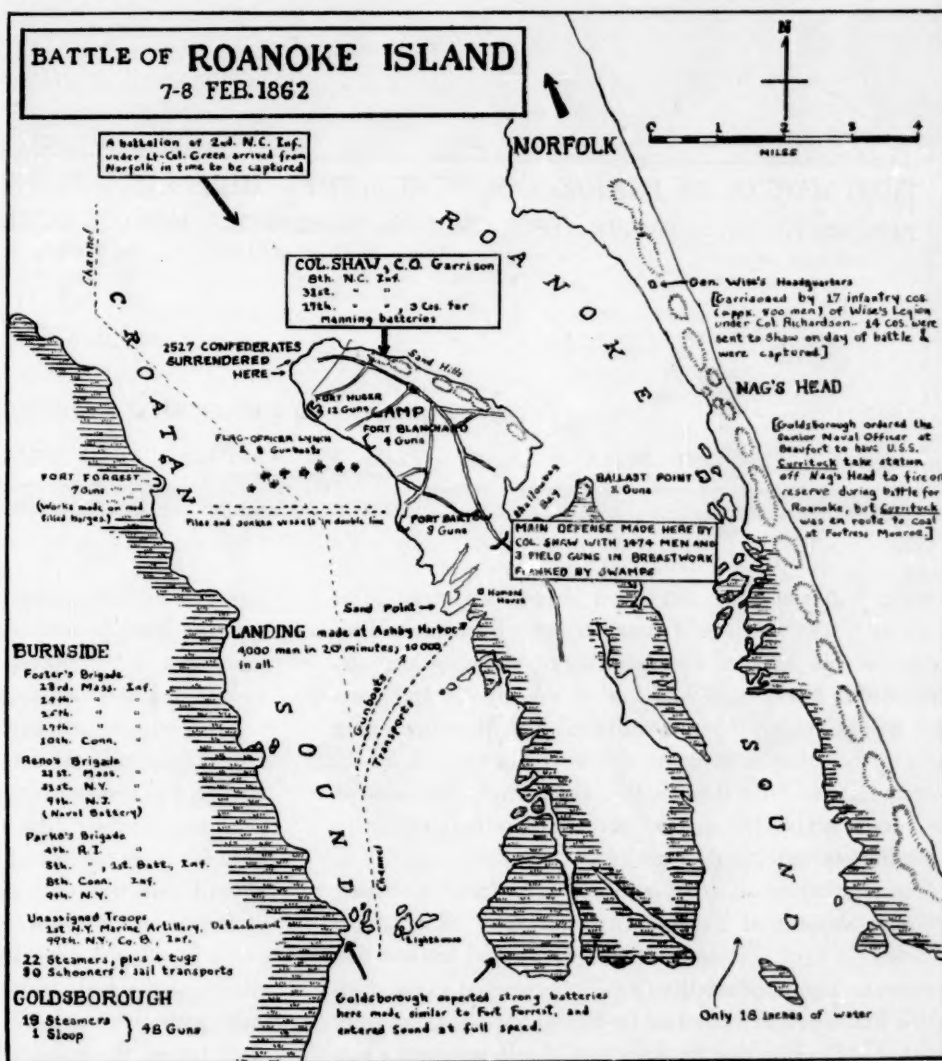 BATTLE OF ROANOKE ISLAND
7-8 FEB. 1862
N
NORFOLK
0 1 2 3 4
MILES
A battalion of 2nd. N.C. Inf.
under Lt-Col. Green arrived from
Norfolk in time to be captured
Channel
CROATAN
SOUND
ROANOKE
SOUND
COL. SHAW, C.O. Garrison
8th. N.C. Inf.
31st. " "
17th. " " , 3 Cos. for
manning batteries
Gen. Wise's Headquarters
[Garrisoned by 17 infantry cos.
(appx. 800 men) of Wise's Legion
under Col. Richardson. 14 cos. were
sent to Shaw on day of battle &
were captured.]
2527 CONFEDERATES
SURRENDERED
HERE
Sand Hills
FORT HUGER
12 Guns
CAMP
FORT BLANCHARD
4 Guns
NAG'S HEAD
[Goldsborough ordered the
Senior Naval Officer at
Beaufort to have U.S.S.
Currituck take station
off Nag's Head to fire on
reserve during battle for
Roanoke, but Currituck
was en route to coal
at Fortress Monroe.]
FLAG-OFFICER LYNCH
& 8 Gunboats
FORT FORREST
7 Guns
(Works made on mud
filled barges.)
Piles and sunken vessels in double line
FORT BARTOW
9 Guns
Shallowbag
Bay
BALLAST POINT
2 Guns
MAIN DEFENSE MADE HERE BY
COL. SHAW WITH 1474 MEN AND
3 FIELD GUNS IN BREASTWORK
FLANKED BY SWAMPS
Howard House
Sand Point
LANDING made at Ashby Harbor
4,000 men in 20 minutes; 10,000
in all.
Gunboats
Transports
Channel
BURNSIDE
Foster's Brigade
23rd. Mass. Inf.
24th. " "
25th. " "
27th. " "
10th. Conn. "
Reno's Brigade
21st. Mass. "
51st. N.Y. "
9th. N.J. "
(Naval Battery)
Parke's Brigade
4th. R.I. "
5th. " , 1st. Batt., Inf.
8th. Conn. Inf.
9th. N.Y. "
Unassigned Troops
1st N.Y. Marine Artillery, Detachment
99th. N.Y., Co. B., Inf.
22 Steamers, plus 4 tugs
30 Schooners + sail transports
GOLDSBOROUGH
19 Steamers
1 Sloop
48 Guns
Lighthouse
Goldsborough expected strong batteries
here made similar to Fort Forrest, and
entered Sound at full speed.
Only 18 inches of water